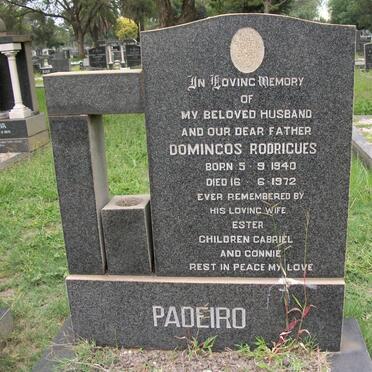 In Loving Memory
OF
MY BELOVED HUSBAND
AND OUR DEAR FATHER
DOMINGOS RODRIGUES
BORN 5 - 9 1940
DIED 16 - 6 1972
EVER REMEMBERED BY
HIS LOVING WIFE
ESTER
CHILDREN GABRIEL
AND CONNIE
REST IN PEACE MY LOVE
PADEIRO